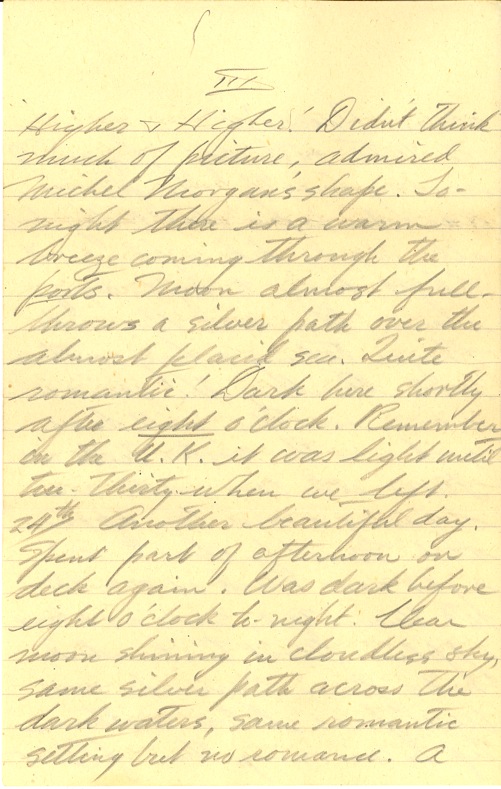 III
Higher & Higher! Didn't think
much of picture, admired
Michel Morgan's shape. To-
night there is a warm
breeze coming through the
ports. Moon almost full-
throws a silver path over the
almost placid sea. Quite
romantic! Dark here shortly
after eight o'clock. Remember
in the U.K. it was light until
ten-thirty when we left.
24th Another beautiful day.
Spent part of afternoon on
deck again. Was dark before
eight o'clock to-night. Clear
moon shining in cloudless sky,
same silver path across the
dark waters, same romantic
setting but no romance. A